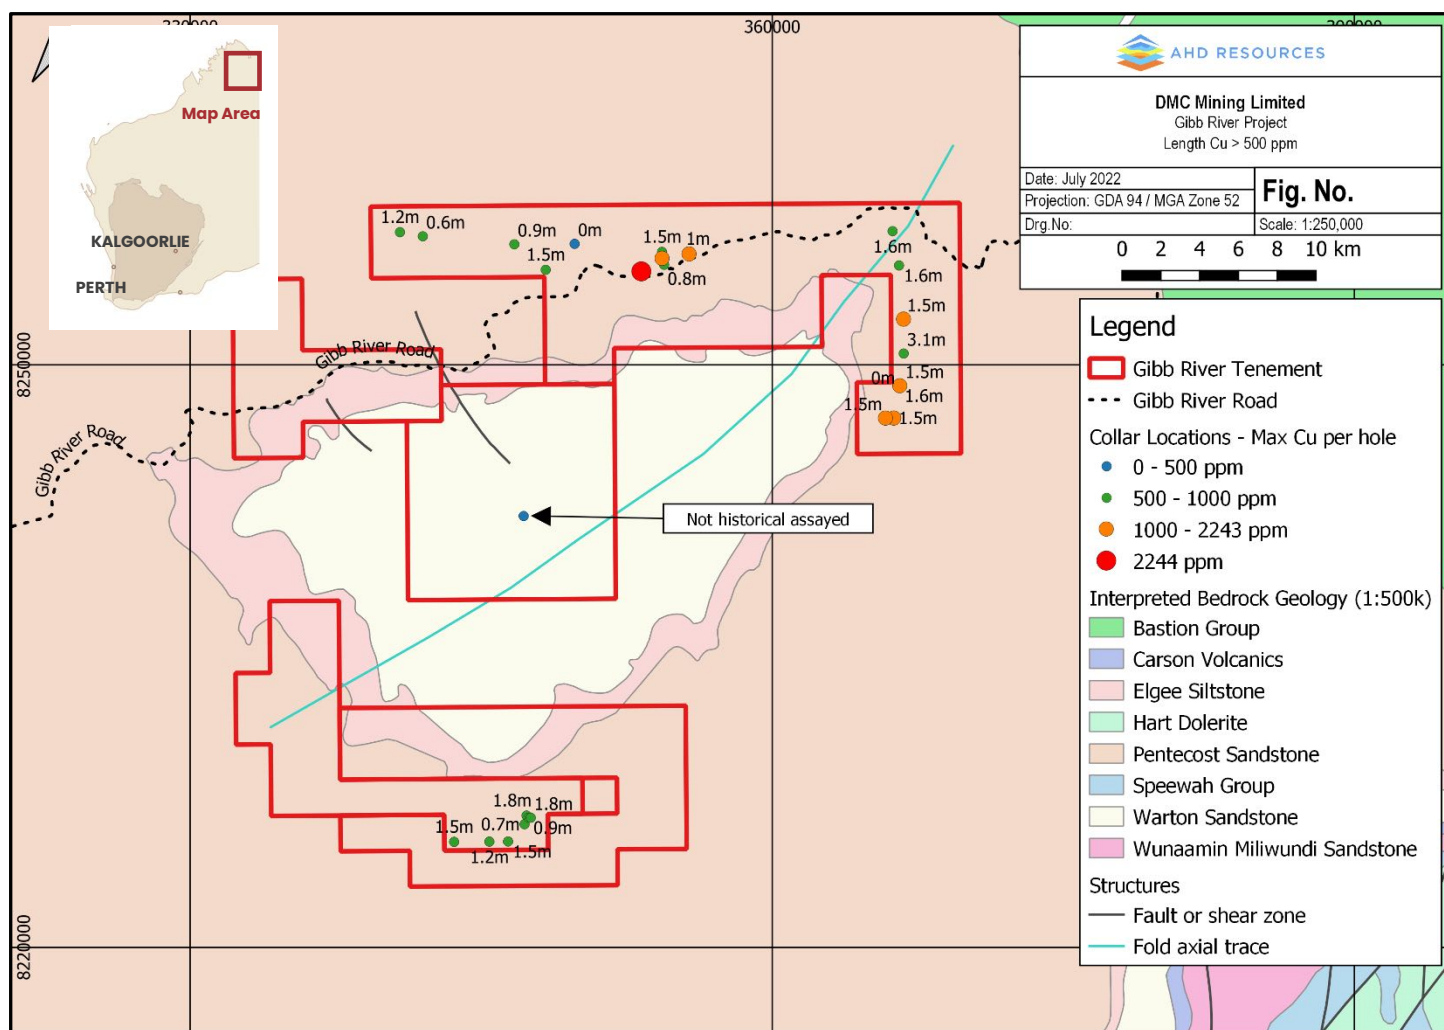 330000
360000
390000
8250000
8220000
Map Area
KALGOORLIE
PERTH
AHD RESOURCES
DMC Mining Limited
Gibb River Project
Length Cu > 500 ppm
Date: July 2022
Projection: GDA 94 / MGA Zone 52
Drg.No:
Fig. No.
Scale: 1:250,000
0 2 4 6 8 10 km
1.2m
0.6m
0.9m
0m
1.5m
1.5m
1m
0.8m
1.6m
1.6m
1.5m
3.1m
1.5m
0m
1.6m
1.5m
1.5m
Gibb River Road
Gibb River Road
Not historical assayed
1.8m
1.8m
0.7m
0.9m
1.5m
1.2m
1.5m
Legend
Gibb River Tenement
Gibb River Road
Collar Locations - Max Cu per hole
0 - 500 ppm
500 - 1000 ppm
1000 - 2243 ppm
2244 ppm
Interpreted Bedrock Geology (1:500k)
Bastion Group
Carson Volcanics
Elgee Siltstone
Hart Dolerite
Pentecost Sandstone
Speewah Group
Warton Sandstone
Wunaamin Miliwundi Sandstone
Structures
Fault or shear zone
Fold axial trace